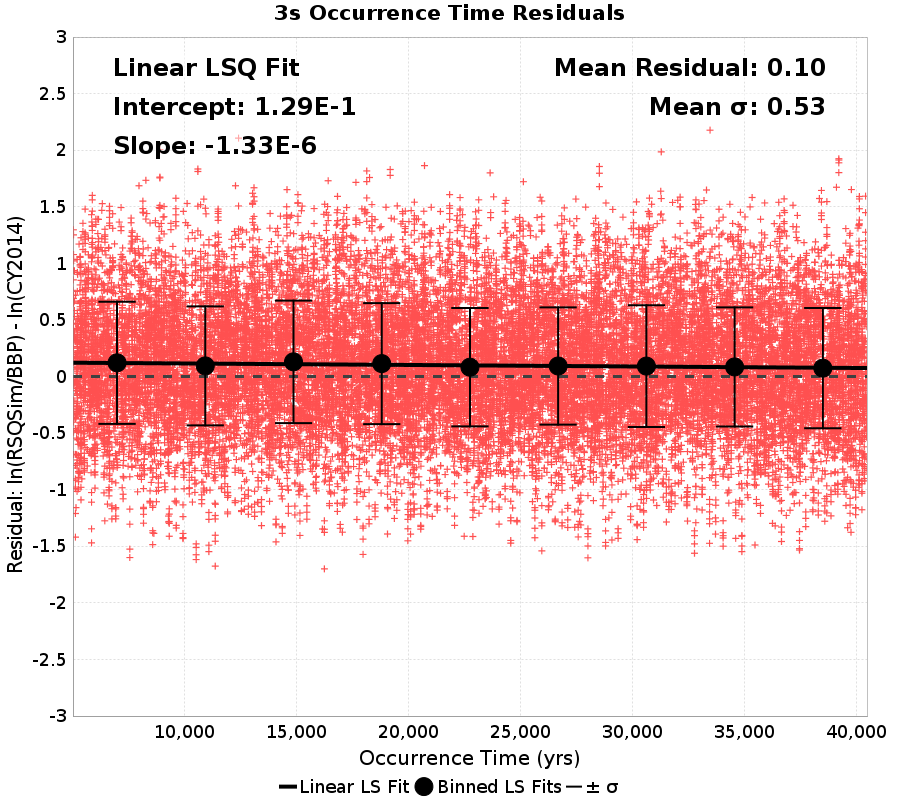 3s Occurrence Time Residuals
Linear LSQ Fit
Intercept: 1.29E-1
Slope: -1.33E-6
Mean Residual: 0.10
Mean σ: 0.53
Residual: ln(RSQSim/BBP) - ln(CY2014)
3
2.5
2
1.5
1
0.5
0
-0.5
-1
-1.5
-2
-2.5
-3
10,000 15,000 20,000 25,000 30,000 35,000 40,000
Occurrence Time (yrs)
Linear LS Fit Binned LS Fits ± σ